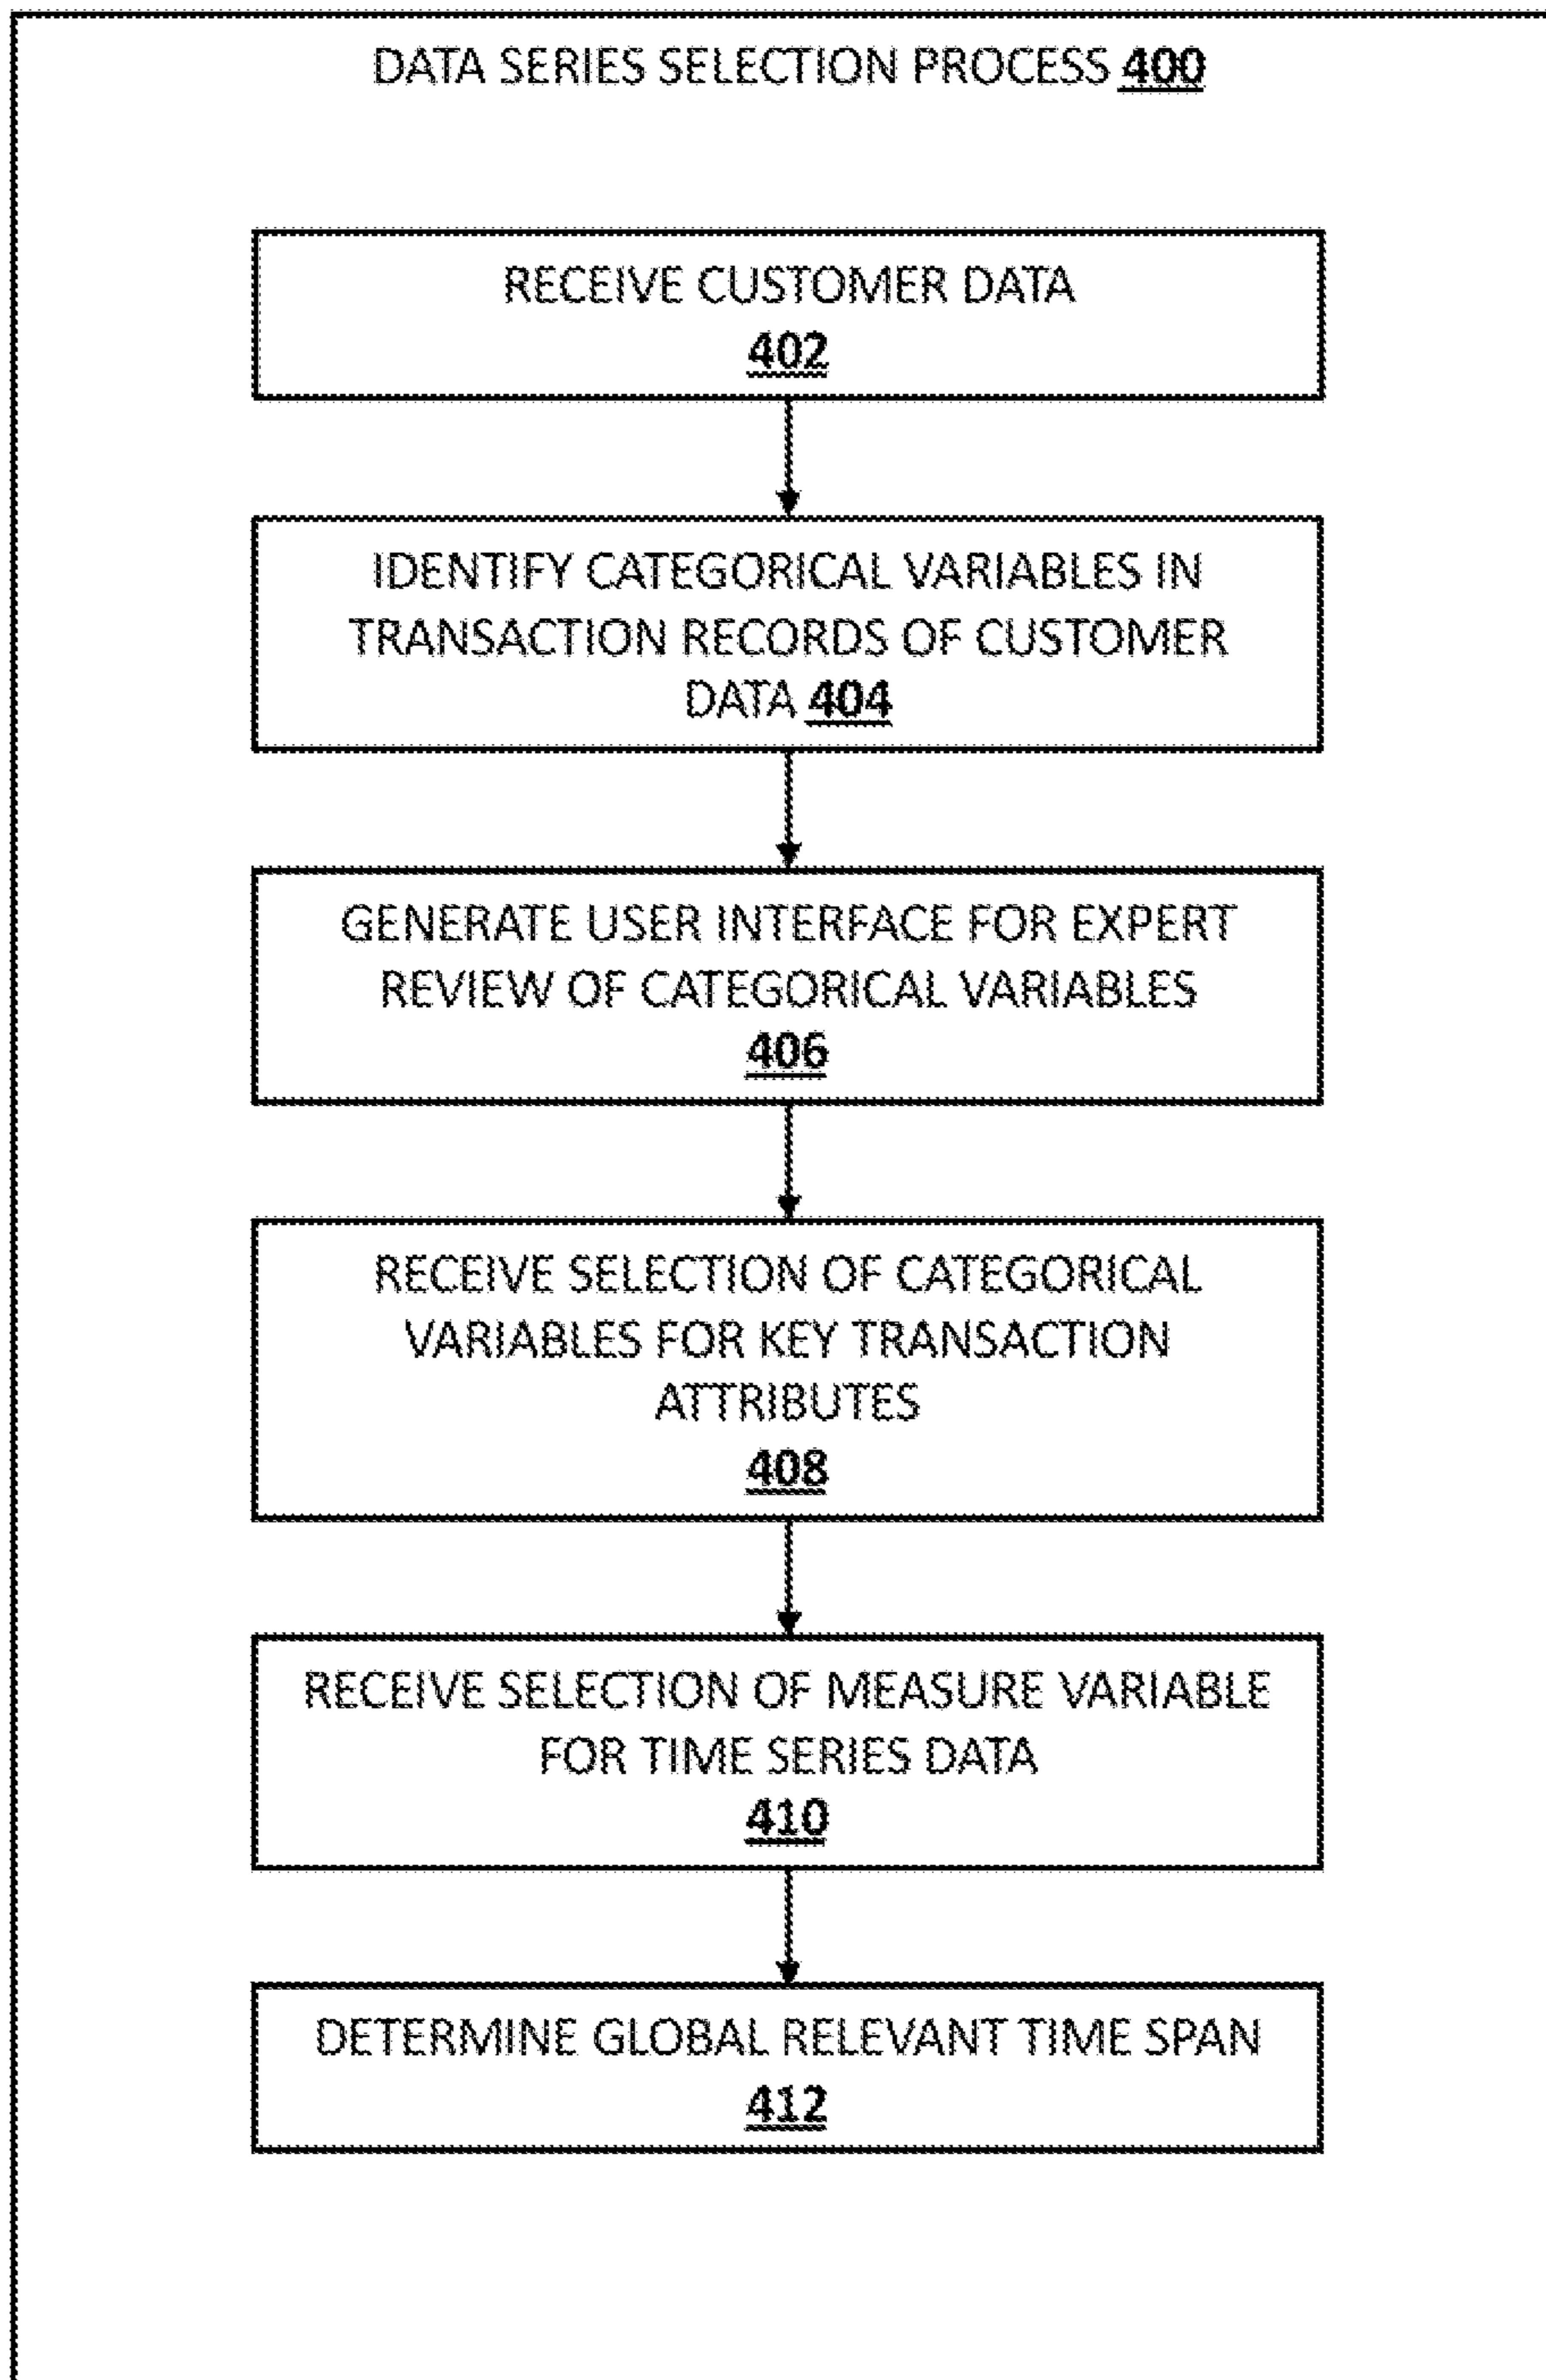 DATA SERIES SELECTION PROCESS 400
RECEIVE CUSTOMER DATA
402
IDENTIFY CATEGORICAL VARIABLES IN
TRANSACTION RECORDS OF CUSTOMER
DATA 404
GENERATE USER INTERFACE FOR EXPERT
REVIEW OF CATEGORICAL VARIABLES
406
RECEIVE SELECTION OF CATEGORICAL
VARIABLES FOR KEY TRANSACTION
ATTRIBUTES
408
RECEIVE SELECTION OF MEASURE VARIABLE
FOR TIME SERIES DATA
410
DETERMINE GLOBAL RELEVANT TIME SPAN
412